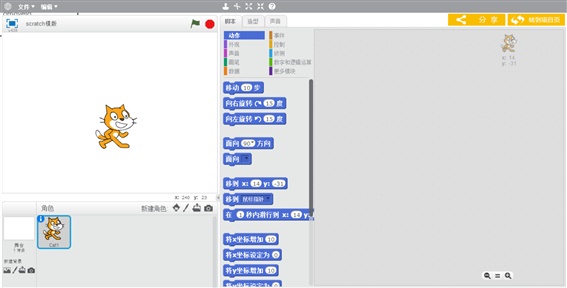 文件 编辑
scratch模板
脚本 造型 声音
分享
转到项目页
动作 事件
外观 控制
声音 侦测
画笔 数字和逻辑运算
数据 更多模块
移动 10 步
向右旋转 15 度
向左旋转 15 度
面向 90 方向
面向
移到 x: 14 y: -31
移到 鼠标指针
在 1 秒内滑行到 x: 14 y:
将x坐标增加 10
将x坐标设定为 0
将y坐标增加 10
将y坐标设定为 0
x: 14
y: -31
x: 240 y: 23
角色 新建角色:
舞台
新建背景
Cat1